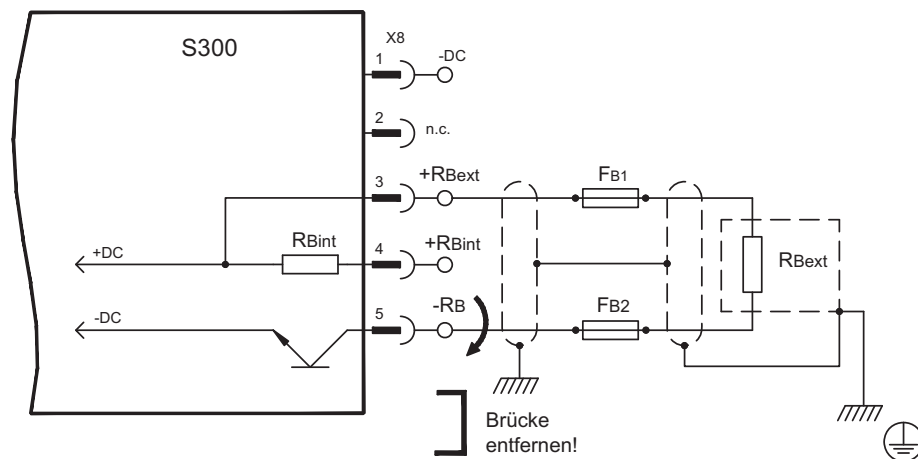 S300
X8
1
-DC
2
n.c.
3
+RBext
FB1
+DC
RBint
4
+RBint
RBext
-DC
5
-RB
FB2
Brücke
entfernen!